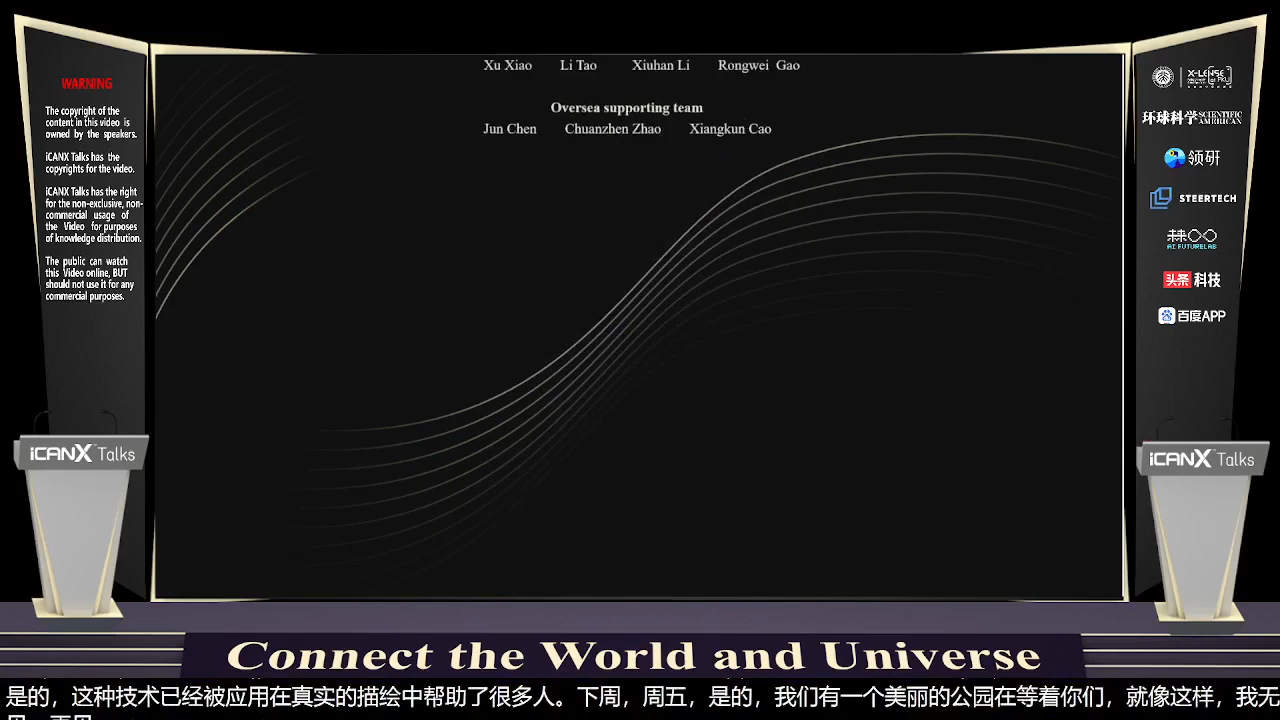 Xu Xiao Li Tao Xiuhan Li Rongwei Gao
Oversea supporting team
Jun Chen Chuanzhen Zhao Xiangkun Cao
WARNING
The copyright of the
content in this video is
owned by the speakers.
iCANX Talks has the
copyrights for the video.
iCANX Talks has the right
for the non-exclusive, non-
commercial usage of
the Video for purposes
of knowledge distribution.
The public can watch
this Video online, BUT
should not use it for any
commercial purposes.
环球科学 SCIENTIFIC AMERICAN
领研
STEERTECH
AI FUTURELAB
头条 科技
百度APP
iCANX Talks
iCANX Talks
Connect the World and Universe
是的，这种技术已经被应用在真实的描绘中帮助了很多人。下周，周五，是的，我们有一个美丽的公园在等着你们，就像这样，我无